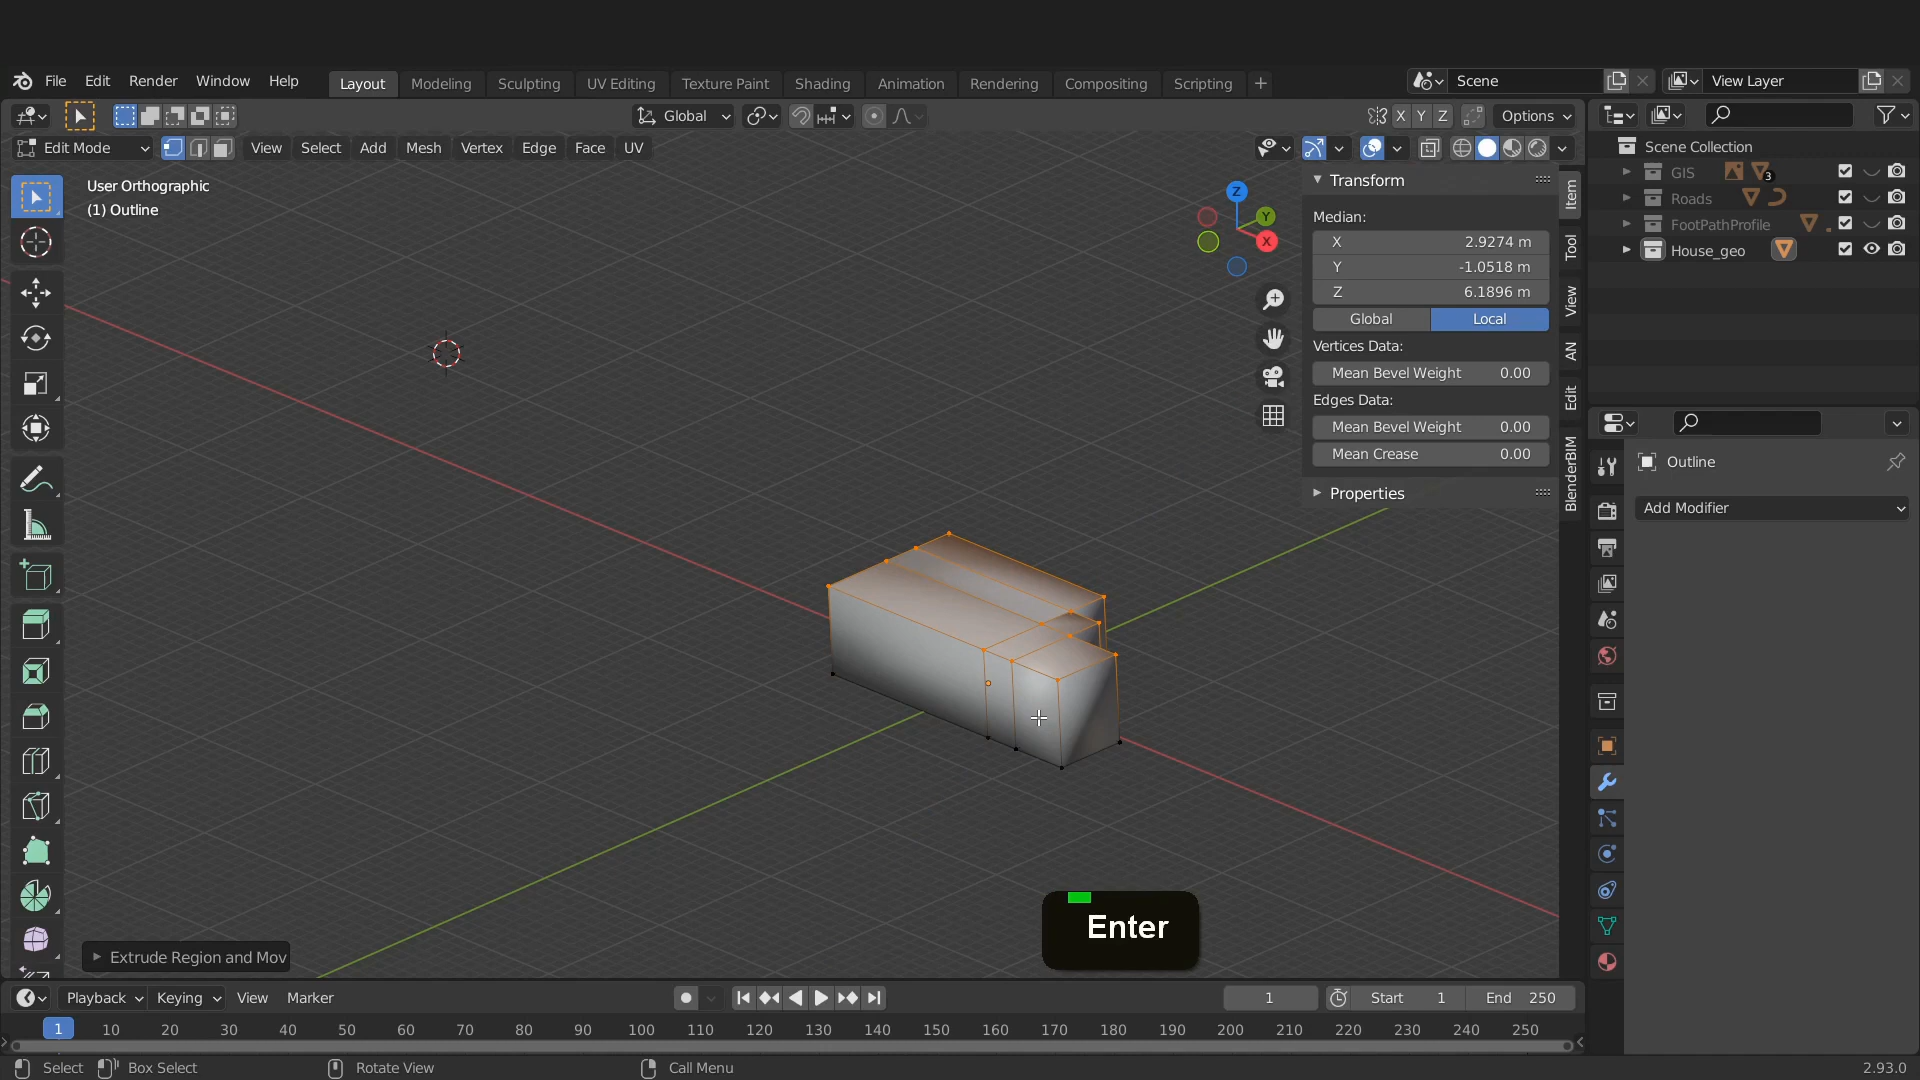 File Edit Render Window Help Layout Modeling Sculpting UV Editing Texture Paint Shading Animation Rendering Compositing Scripting + Scene View Layer
Global X Y Z Options
Edit Mode View Select Add Mesh Vertex Edge Face UV
User Orthographic
(1) Outline
Z
Y
X
Transform
Median:
X 2.9274 m
Y -1.0518 m
Z 6.1896 m
Global Local
Vertices Data:
Mean Bevel Weight 0.00
Edges Data:
Mean Bevel Weight 0.00
Mean Crease 0.00
Properties
Item
Tool
View
AN
Edit
BlenderBIM
Scene Collection
GIS 3
Roads
FootPathProfile
House_geo
Outline
Add Modifier
Enter
Extrude Region and Mov
Playback Keying View Marker 1 Start 1 End 250
1 10 20 30 40 50 60 70 80 90 100 110 120 130 140 150 160 170 180 190 200 210 220 230 240 250
Select Box Select Rotate View Call Menu 2.93.0